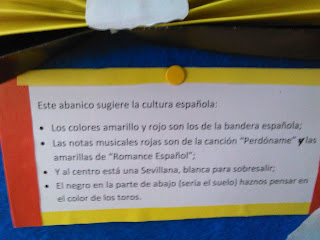 Este abanico sugiere la cultura española:
• Los colores amarillo y rojo son los de la bandera española;
• Las notas musicales rojas son de la canción "Perdóname" y las
amarillas de "Romance Español";
• Y al centro está una Sevillana, blanca para sobresalir;
• El negro en la parte de abajo (sería el suelo) haznos pensar en
el color de los toros.